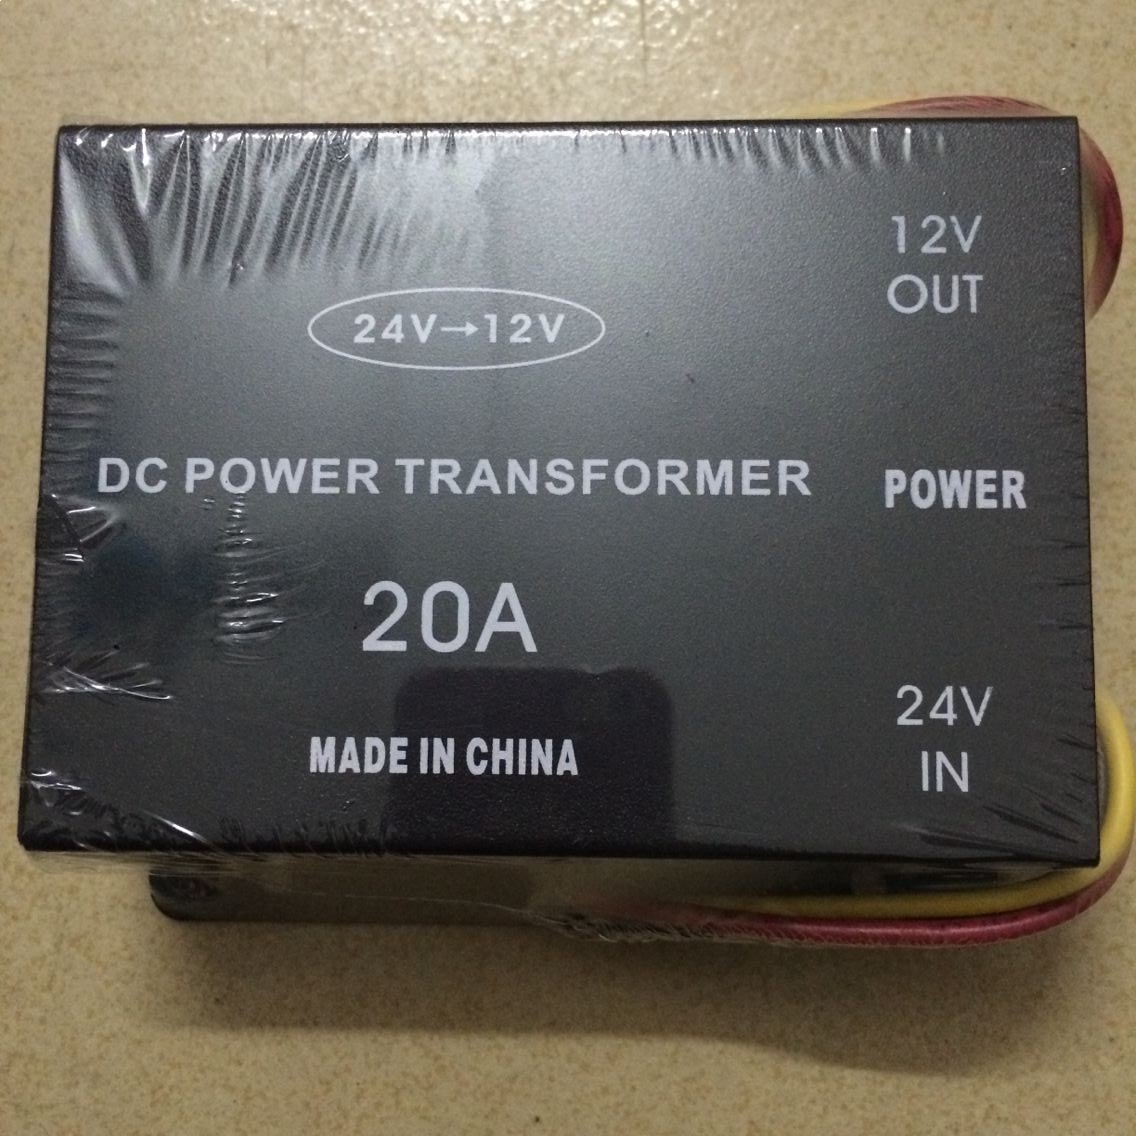 24V→12V
DC POWER TRANSFORMER
20A
MADE IN CHINA
12V
OUT
POWER
24V
IN